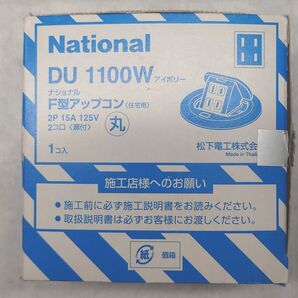 National
DU 1100W アイボリー
ナショナル
F型アップコン(住宅用)
2P 15A 125V
2コロ〈扉付〉
丸
1コ入
松下電工株式会
Made in Thail
施工店様へのお願い
●施工前に必ず施工説明書をお読みください。
●取扱説明書は必ずお客様にお渡しください。
紙
個箱